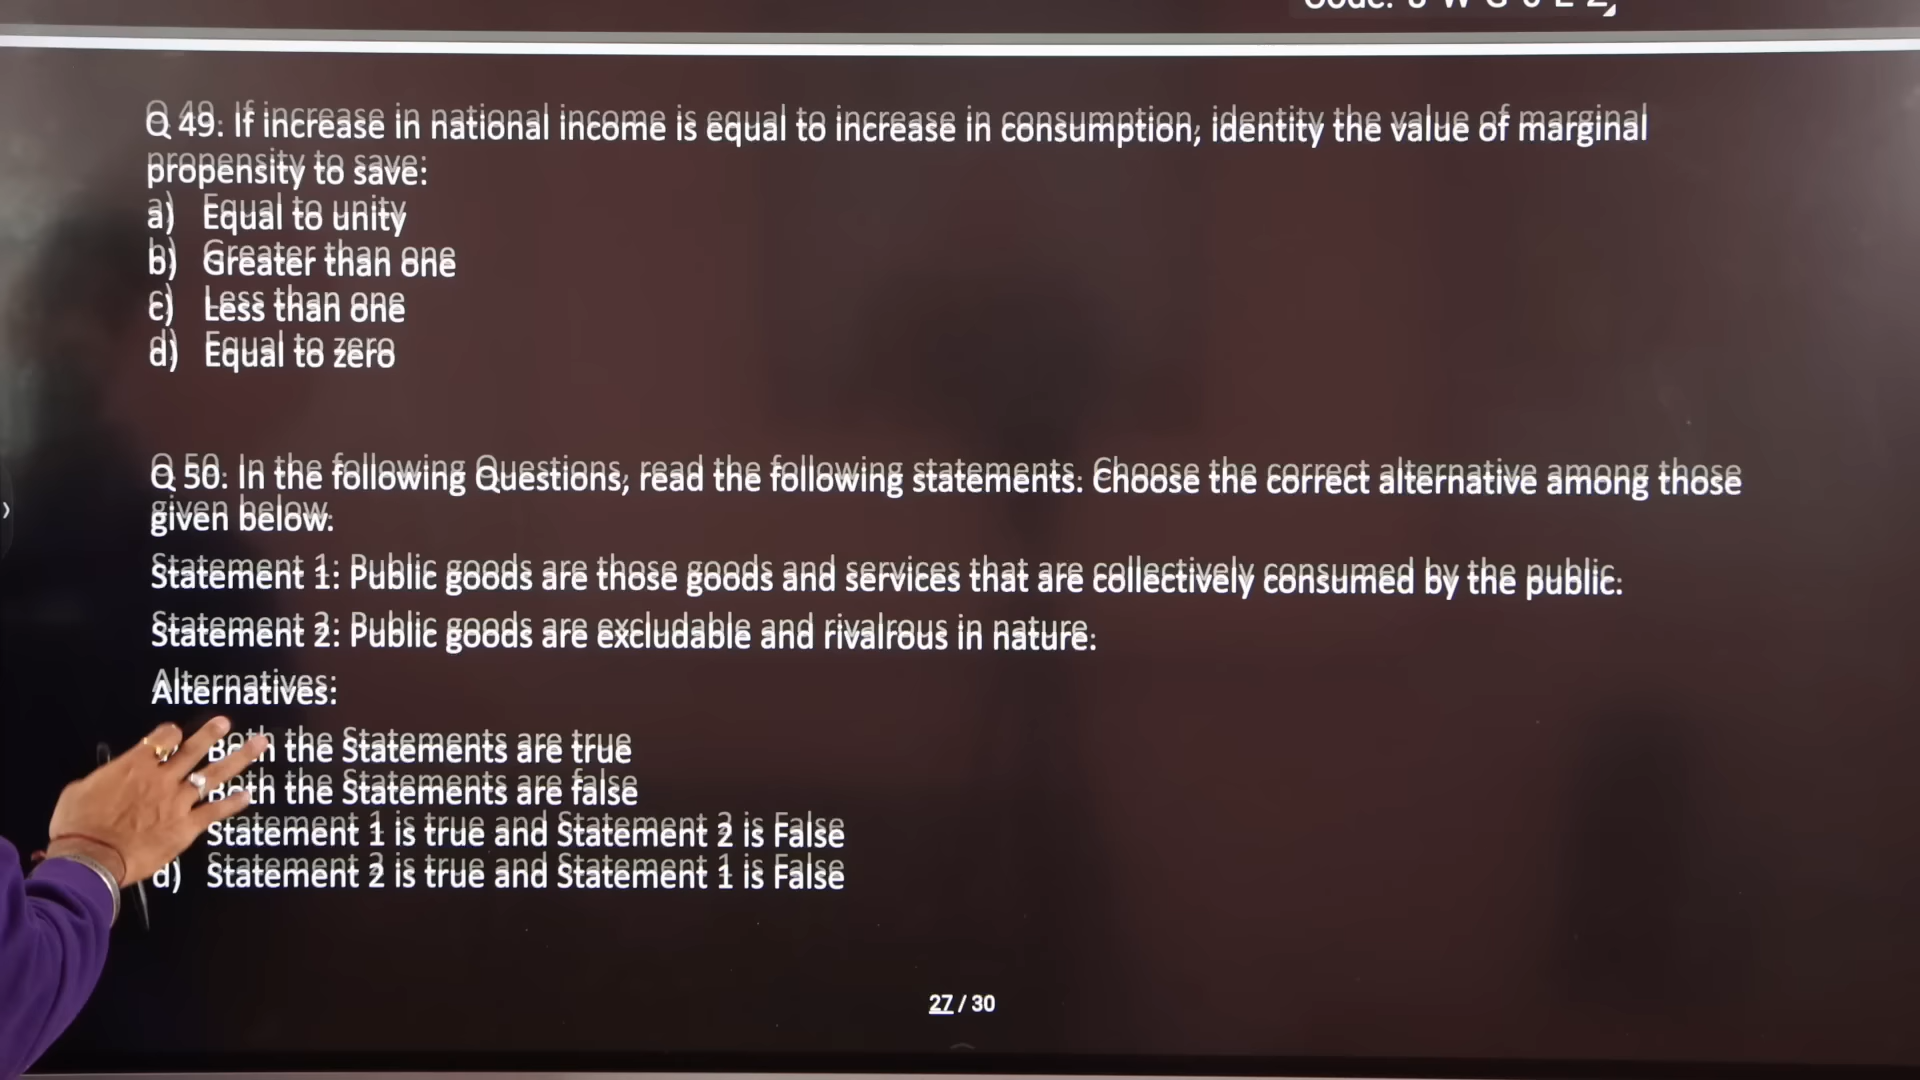 Q 49. If increase in national income is equal to increase in consumption, identity the value of marginal
propensity to save:
a) Equal to unity
b) Greater than one
c) Less than one
d) Equal to zero
Q 50. In the following Questions, read the following statements. Choose the correct alternative among those
given below.
Statement 1: Public goods are those goods and services that are collectively consumed by the public.
Statement 2: Public goods are excludable and rivalrous in nature.
Alternatives:
Both the Statements are true
Both the Statements are false
Statement 1 is true and Statement 2 is False
d) Statement 2 is true and Statement 1 is False
27 / 30